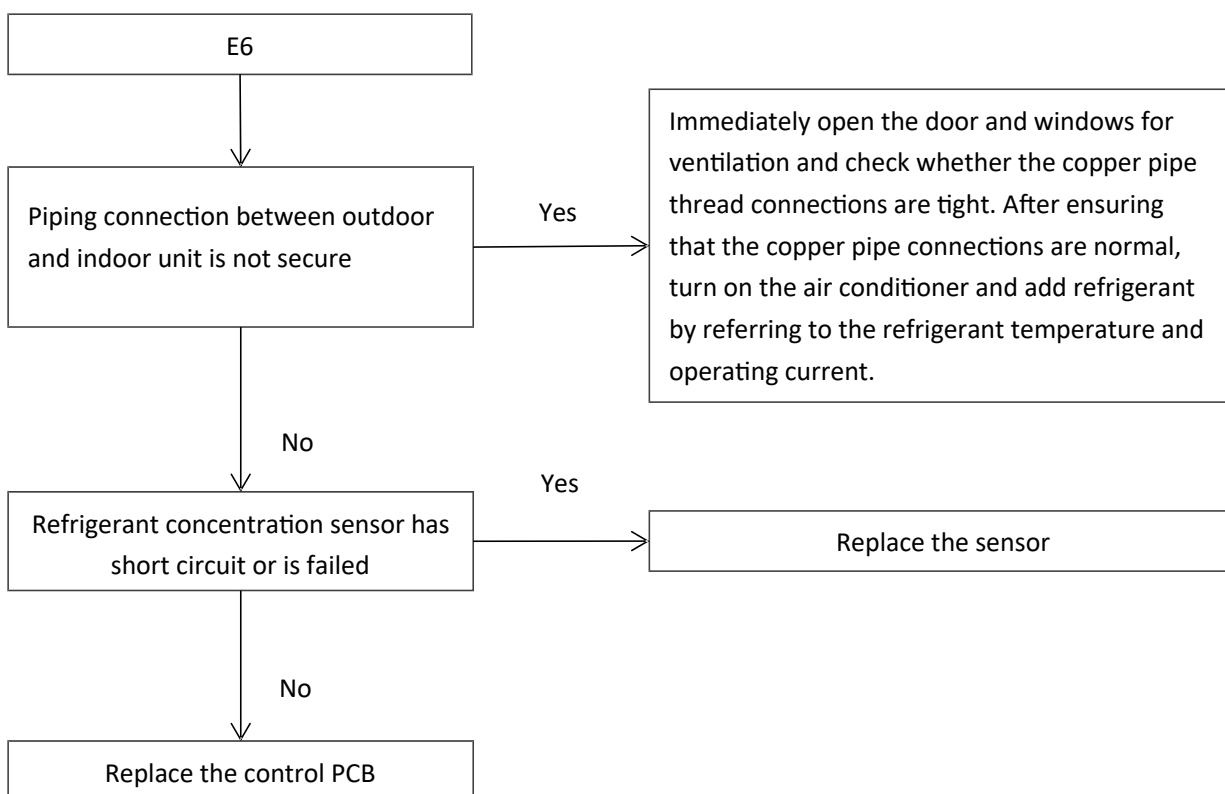 E6
Piping connection between outdoor
and indoor unit is not secure
Yes
Immediately open the door and windows for
ventilation and check whether the copper pipe
thread connections are tight. After ensuring
that the copper pipe connections are normal,
turn on the air conditioner and add refrigerant
by referring to the refrigerant temperature and
operating current.
No
Refrigerant concentration sensor has
short circuit or is failed
Yes
Replace the sensor
No
Replace the control PCB